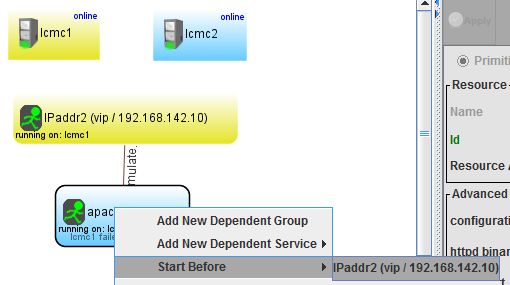 online
lcmc1
online
lcmc2
IPaddr2 (vip / 192.168.142.10)
running on: lcmc1
mulate.
apac
running on: lc
lcmc1 faile
Add New Dependent Group
Add New Dependent Service
Start Before
IPaddr2 (vip / 192.168.142.10)
Apply
Primiti
Resource
Name
Id
Resource A
Advanced
configurati
httpd binar